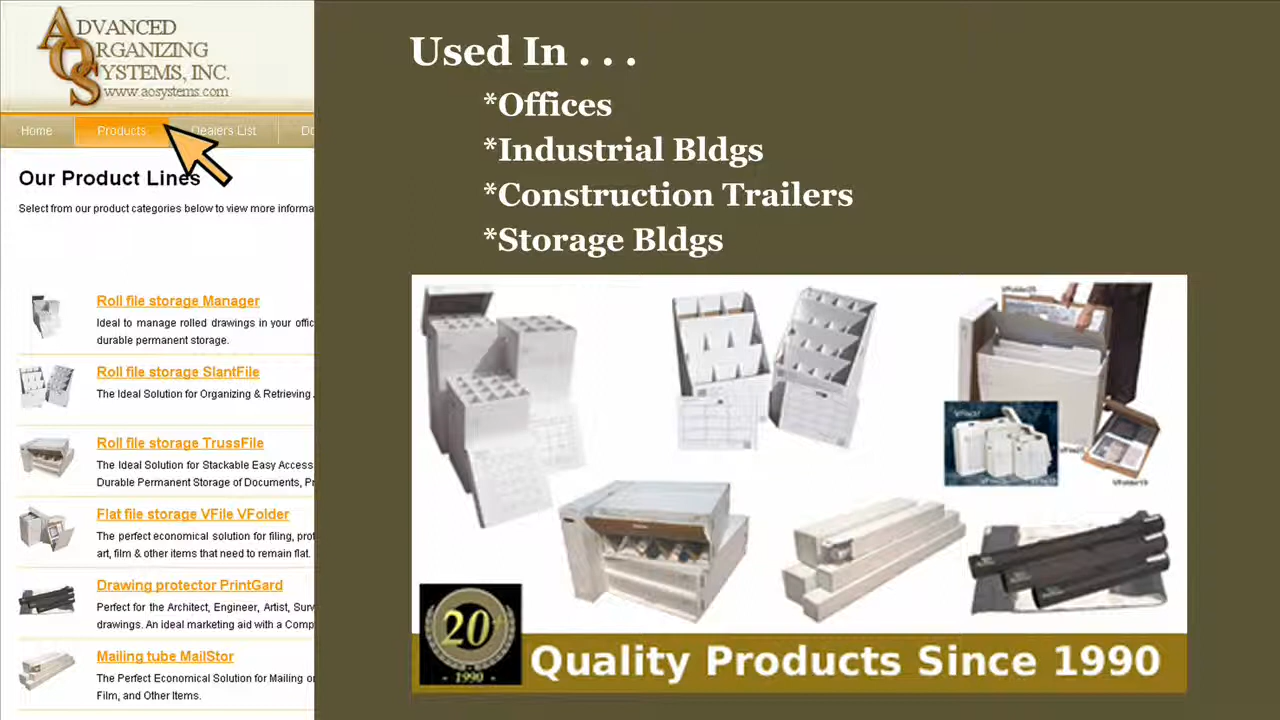 ADVANCED
ORGANIZING
SYSTEMS, INC.
www.aosystems.com
Home
Products
Dealers List
Our Product Lines
Select from our product categories below to view more informa
Roll file storage Manager
Ideal to manage rolled drawings in your offic
durable permanent storage.
Roll file storage SlantFile
The Ideal Solution for Organizing & Retrieving
Roll file storage TrussFile
The Ideal Solution for Stackable Easy Access
Durable Permanent Storage of Documents, Pr
Flat file storage VFile VFolder
The perfect economical solution for filing, prot
art, film & other items that need to remain flat.
Drawing protector PrintGard
Perfect for the Architect, Engineer, Artist, Surv
drawings. An ideal marketing aid with a Comp
Mailing tube MailStor
The Perfect Economical Solution for Mailing or
Film, and Other Items.
Used In . . .
*Offices
*Industrial Bldgs
*Construction Trailers
*Storage Bldgs
20+
- 1990 -
Quality Products Since 1990